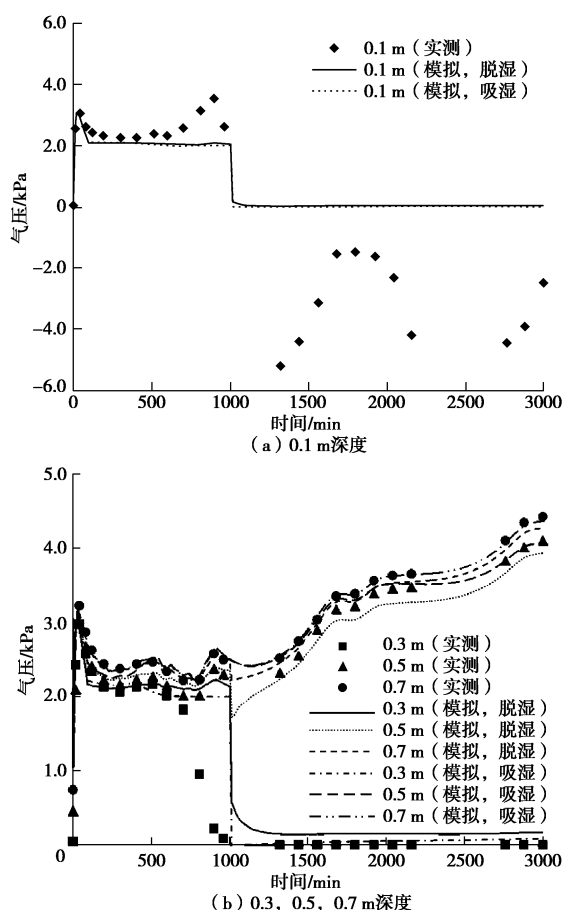 6.0
4.0
2.0
0
−2.0
−4.0
−6.0
气压/kPa
0.1 m（实测）
0.1 m（模拟，脱湿）
0.1 m（模拟，吸湿）
0 500 1000 1500 2000 2500 3000
时间/min
（a）0.1 m深度
5.0
4.0
3.0
2.0
1.0
0
气压/kPa
0.3 m（实测）
0.5 m（实测）
0.7 m（实测）
0.3 m（模拟，脱湿）
0.5 m（模拟，脱湿）
0.7 m（模拟，脱湿）
0.3 m（模拟，吸湿）
0.5 m（模拟，吸湿）
0.7 m（模拟，吸湿）
500 1000 1500 2000 2500 3000
时间/min
（b）0.3，0.5，0.7 m深度